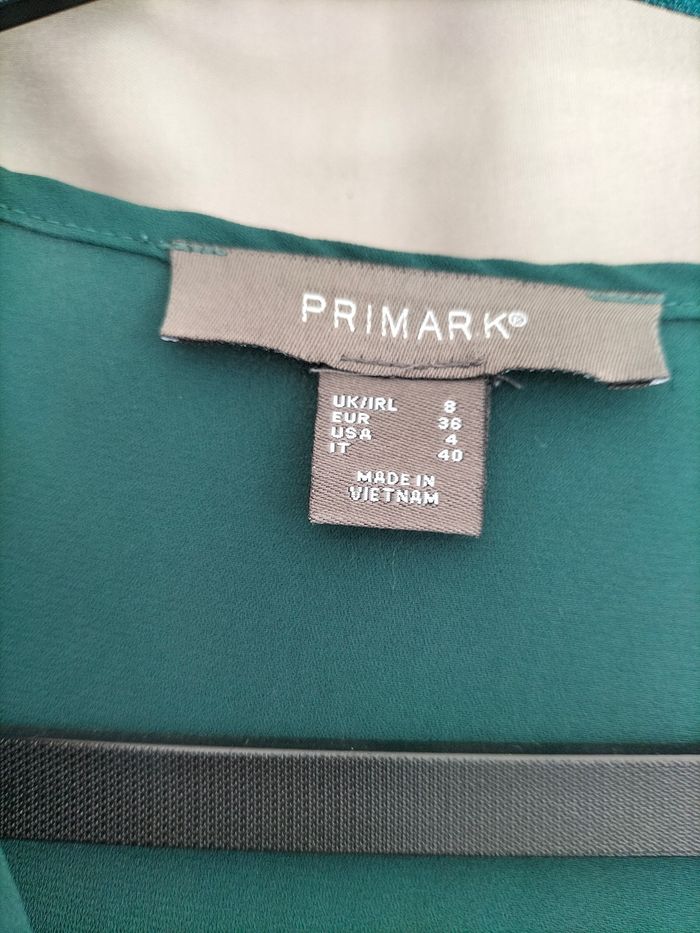 PRIMARK®
UK/IRL 8
EUR 36
USA 4
IT 40
MADE IN
VIETNAM